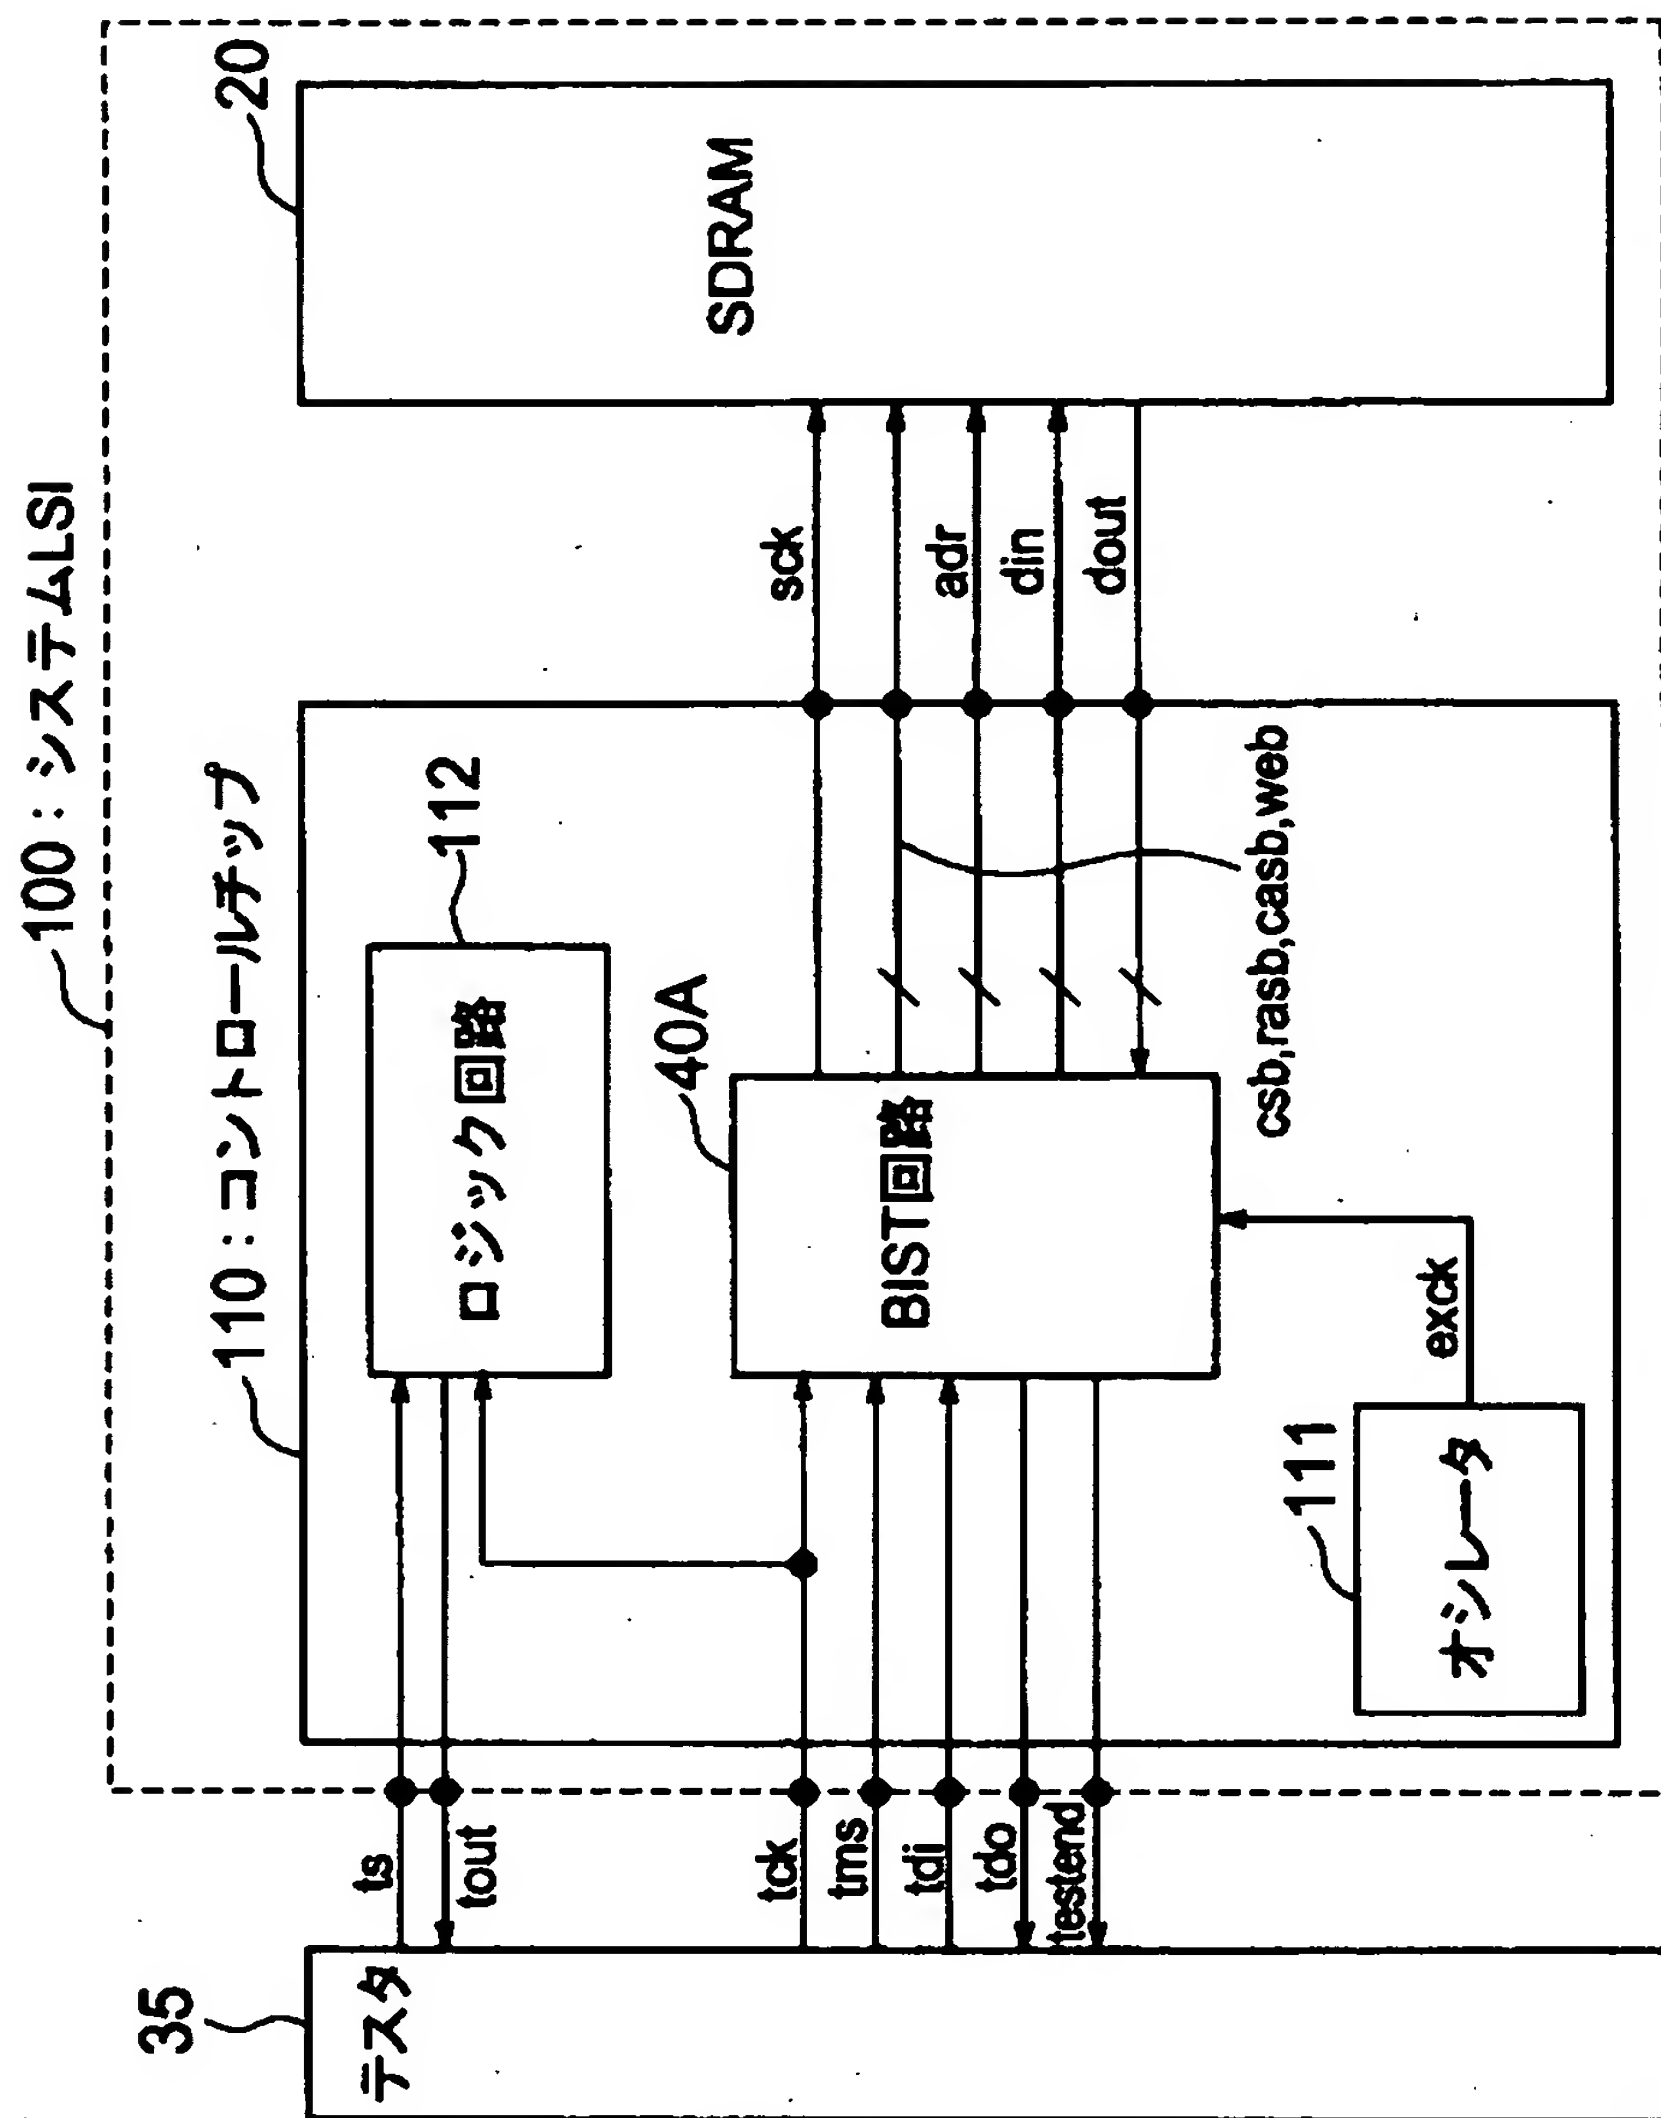 100：システムLSI
35
テスタ
110：コントロールチップ
20
ts
tout
ロジック回路
112
tck
tms
tdi
tdo
testend
40A
BIST回路
SDRAM
sck
adr
din
dout
csb,rasb,casb,web
111
オシレータ
exck